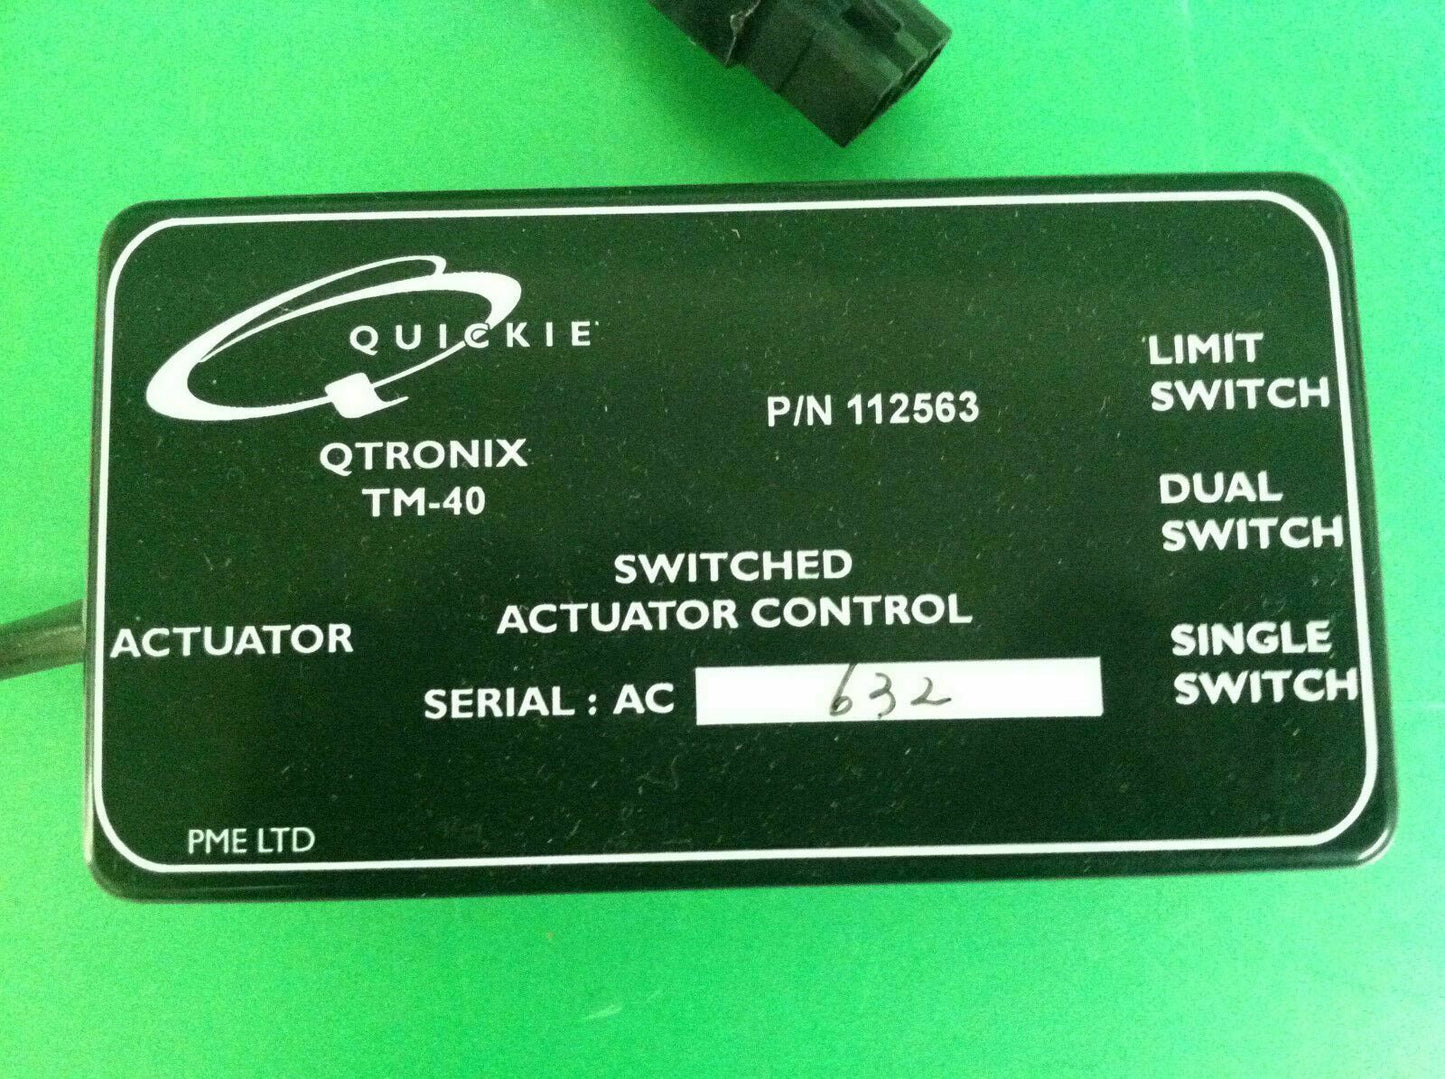 QUICKIE
QTRONIX
TM-40
P/N 112563
LIMIT
SWITCH
DUAL
SWITCH
SWITCHED
ACTUATOR CONTROL
ACTUATOR
SINGLE
SWITCH
SERIAL : AC 632
PME LTD